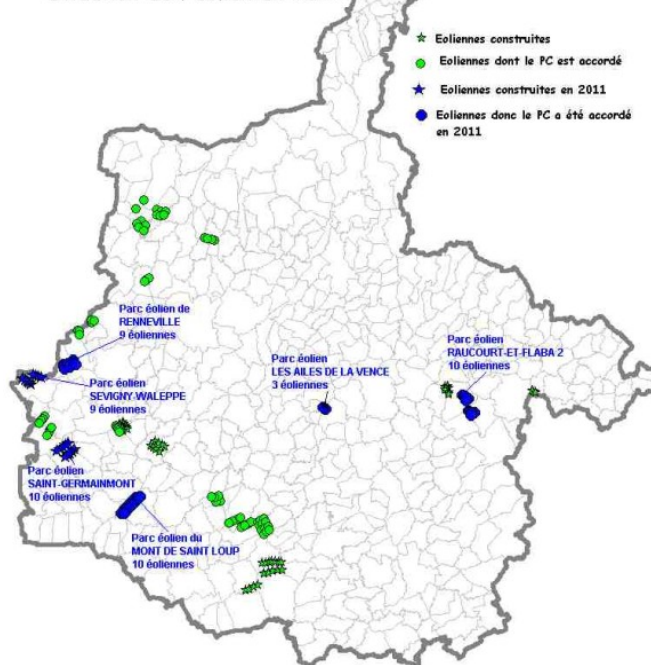 Eoliennes construites
Eoliennes dont le PC est accordé
Eoliennes construites en 2011
Eoliennes donc le PC a été accordé
en 2011
Parc éolien de
RENNEVILLE
9 éoliennes
Parc éolien
RAUCOURT-ET-FLABA 2
10 éoliennes
Parc éolien
LES AILES DE LA VENCE
3 éoliennes
Parc éolien
SEVIGNY-WALEPPE
9 éoliennes
Parc éolien
SAINT-GERMAINMONT
10 éoliennes
Parc éolien du
MONT DE SAINT LOUP
10 éoliennes